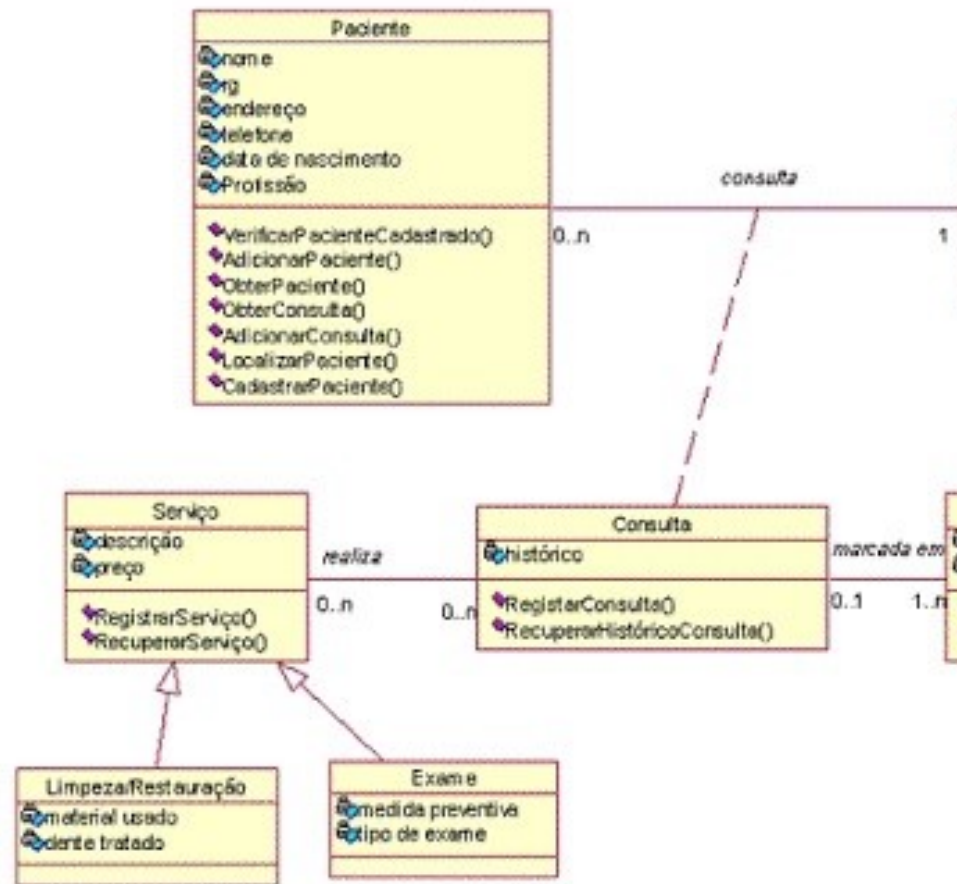 Paciente
nome
rg
endereço
telefone
data de nascimento
Profissão
VerificarPacienteCadastrado()
AdicionarPaciente()
ObterPaciente()
ObterConsulta()
AdicionarConsulta()
LocalizarPaciente()
CadastrarPaciente()
consulta
0..n
1
Serviço
descrição
preço
RegistrarServiço()
RecuperarServiço()
realiza
0..n
0..n
Consulta
histórico
RegistarConsulta()
RecuperarHistóricoConsulta()
marcada em
0..1
1..n
Limpeza/Restauração
material usado
dente tratado
Exame
medida preventiva
tipo de exame